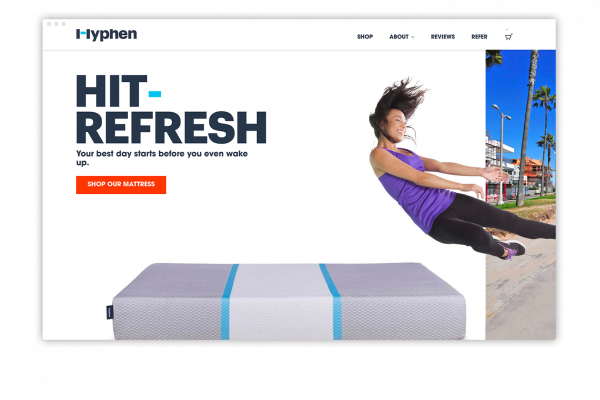 Hyphen
SHOP ABOUT REVIEWS REFER
HIT-
REFRESH
Your best day starts before you even wake
up.
SHOP OUR MATTRESS